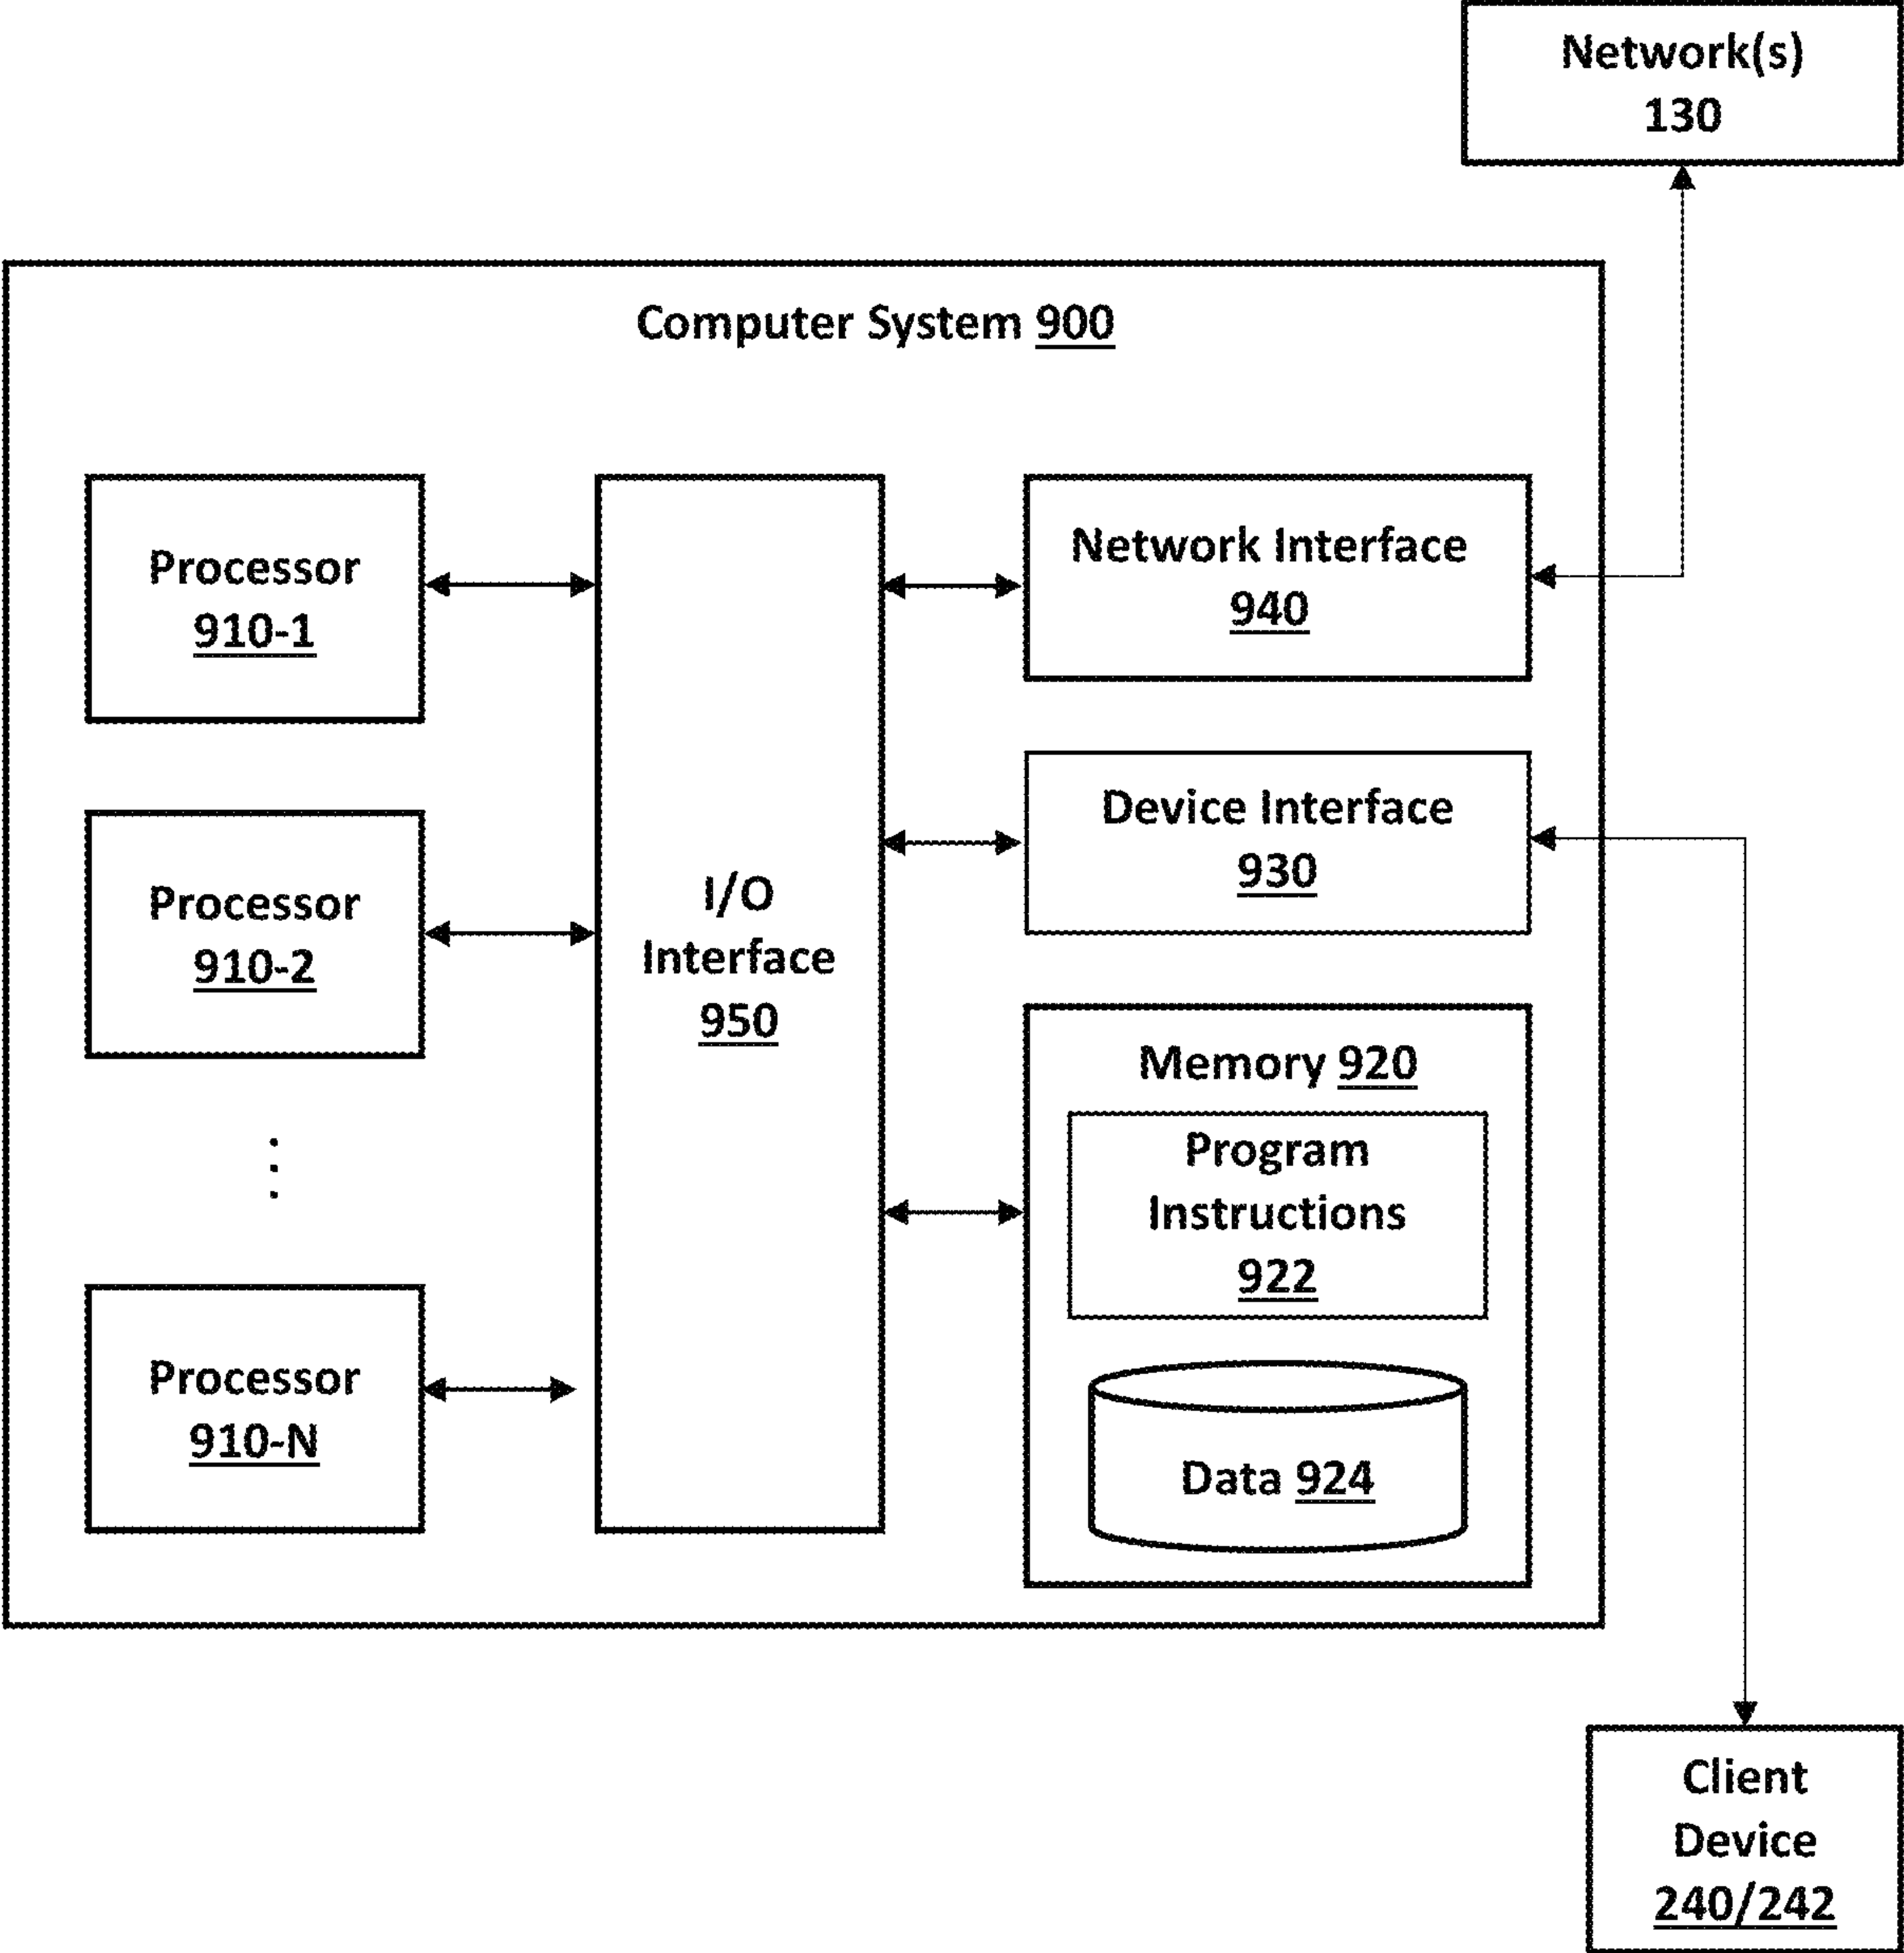 Network(s)
130
Computer System 900
Processor
910-1
Processor
910-2
Processor
910-N
I/O
Interface
950
Network Interface
940
Device Interface
930
Memory 920
Program
Instructions
922
Data 924
Client
Device
240/242